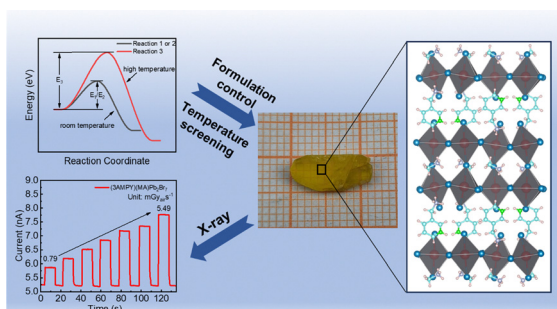 Energy (eV)
Reaction 1 or 2
Reaction 3
E₃
high temperature
E₁/E₂
room temperature
Reaction Coordinate
Formulation
control
Temperature
screening
X-ray
Current (nA)
9.0
8.5
8.0
7.5
7.0
6.5
6.0
5.5
5.0
(3AMPY)(MA)Pb₂Br₇
Unit: mGyₐᵢᵣs⁻¹
5.49
0.79
0 20 40 60 80 100 120
Time (s)